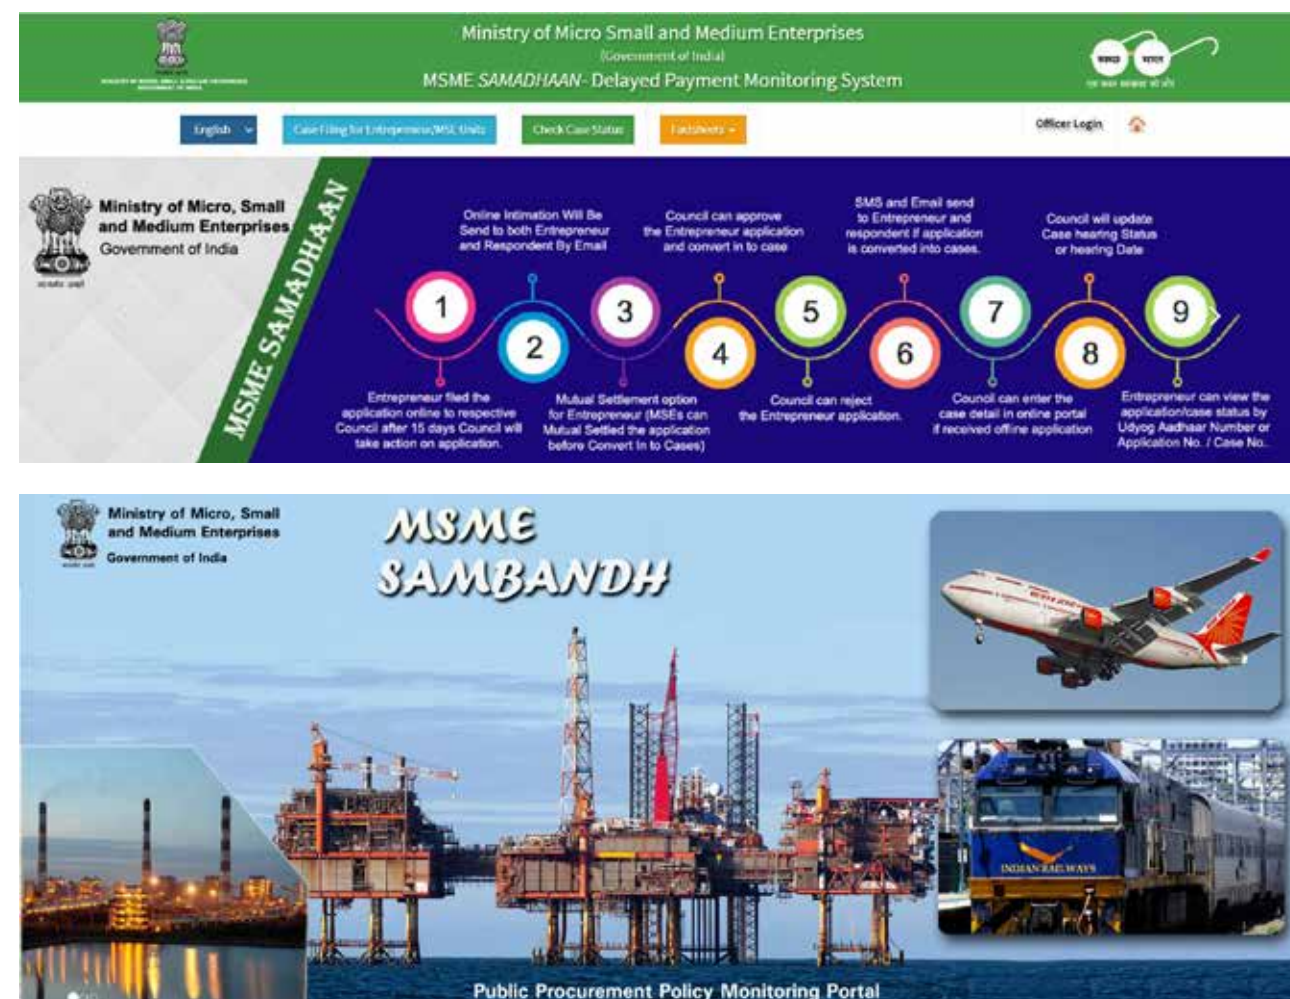 Ministry of Micro Small and Medium Enterprises
(Government of India)
MSME SAMADHAAN- Delayed Payment Monitoring System
English
Case Filing for Entrepreneur/MSE Units
Check Case Status
Factsheets
Officer Login
Ministry of Micro, Small
and Medium Enterprises
Government of India
MSME SAMADHAAN
1
Entrepreneur filed the
application online to respective
Council after 15 days Council will
take action on application.
2
Online Intimation Will Be
Send to both Entrepreneur
and Respondent By Email
3
Mutual Settlement option
for Entrepreneur (MSEs can
Mutual Settled the application
before Convert In to Cases)
4
Council can approve
the Entrepreneur application
and convert in to case
5
Council can reject
the Entrepreneur application.
6
SMS and Email send
to Entrepreneur and
respondent if application
is converted into cases.
7
Council can enter the
case detail in online portal
if received offline application
8
Council will update
Case hearing Status
or hearing Date
9
Entrepreneur can view the
application/case status by
Udyog Aadhaar Number or
Application No. / Case No..
Ministry of Micro, Small
and Medium Enterprises
Government of India
MSME
SAMBANDH
INDIAN RAILWAYS
Public Procurement Policy Monitoring Portal